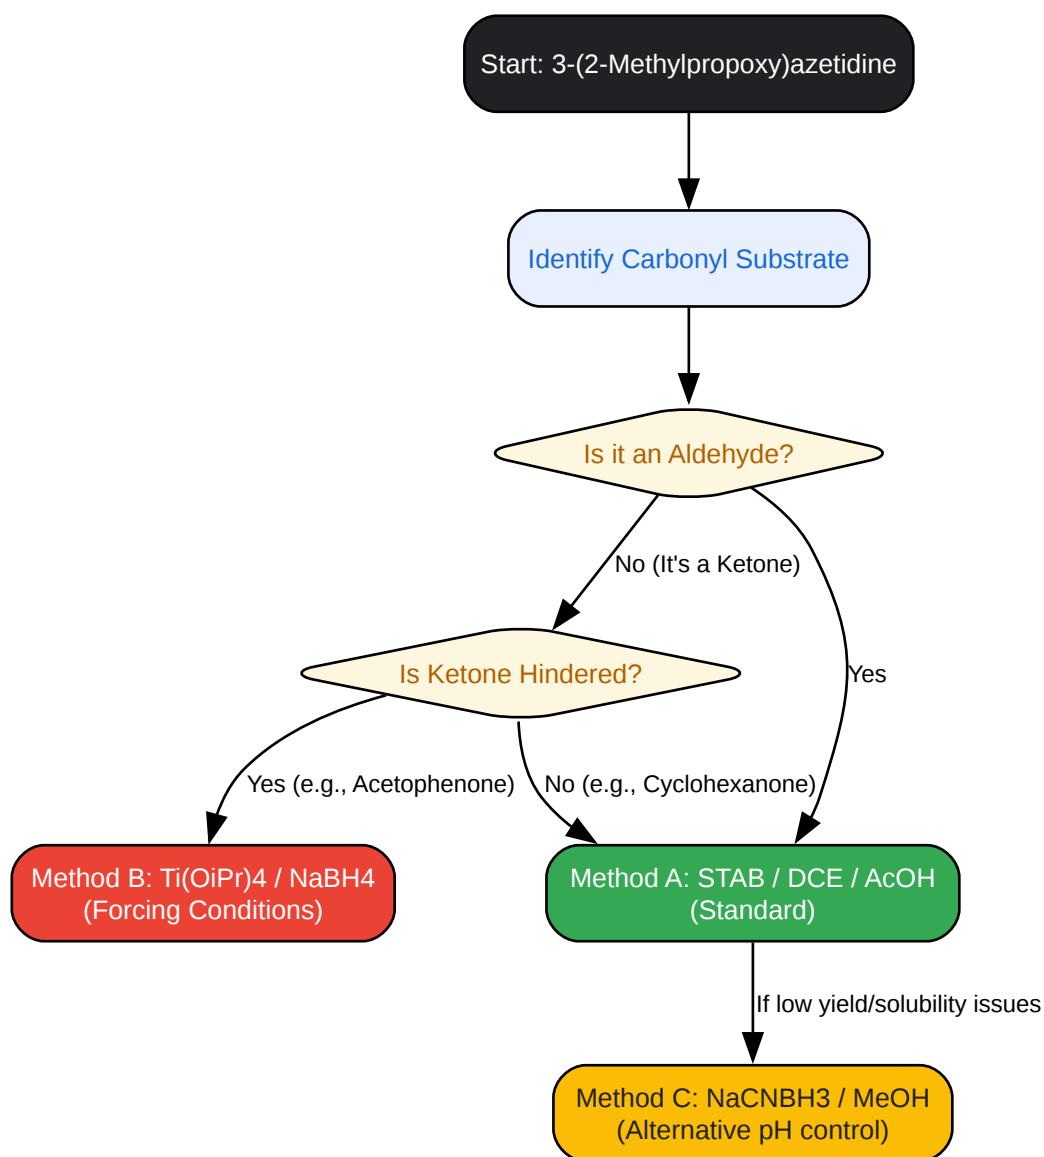 Start: 3-(2-Methylpropoxy)azetidine
Identify Carbonyl Substrate
Is it an Aldehyde?
No (It's a Ketone)
Is Ketone Hindered?
Yes
Yes (e.g., Acetophenone)
No (e.g., Cyclohexanone)
Method B: Ti(OiPr)4 / NaBH4
(Forcing Conditions)
Method A: STAB / DCE / AcOH
(Standard)
If low yield/solubility issues
Method C: NaCNBH3 / MeOH
(Alternative pH control)